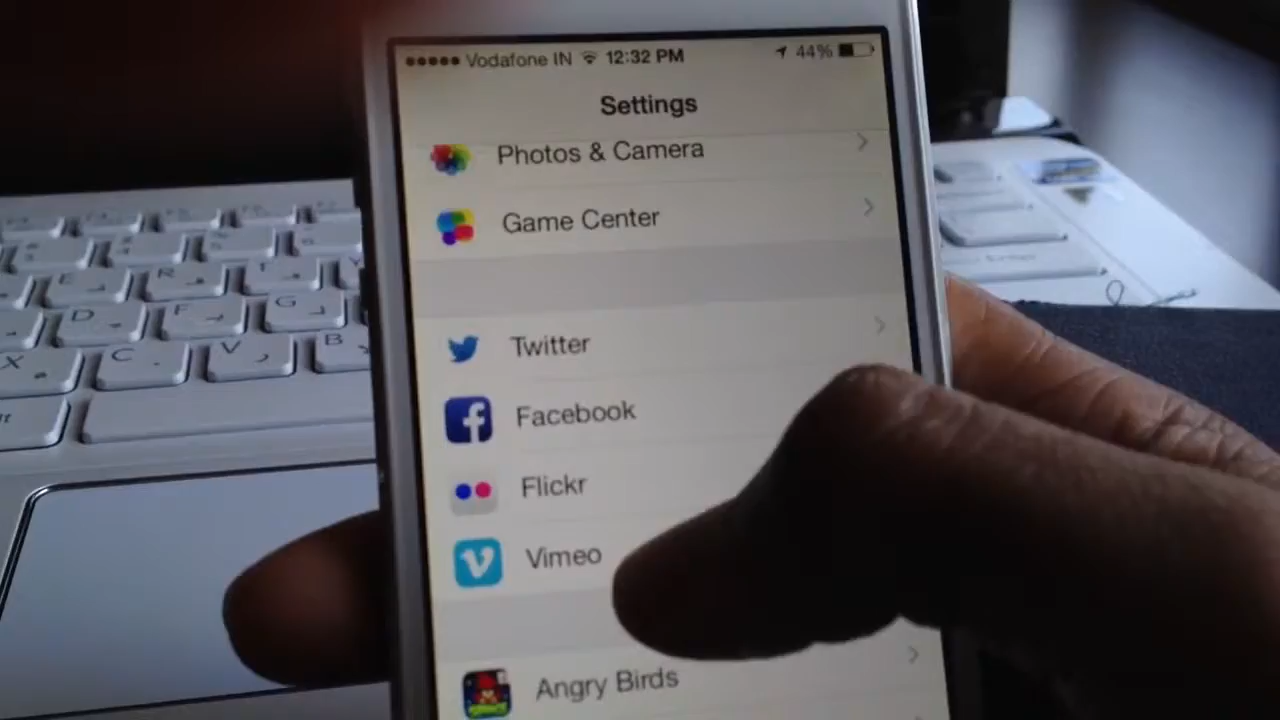 Vodafone IN 12:32 PM 44%
Settings
Photos & Camera
Game Center
Twitter
Facebook
Flickr
Vimeo
Angry Birds
E R T
D F G
X C V B